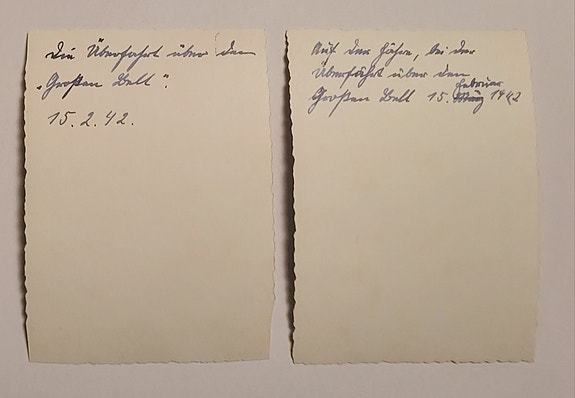 Die Überfahrt über den
„Großen Belt“.
15.2.42.
Auf der Fähre, bei der
Überfahrt über den
Februar
Großen Belt 15. März 1942